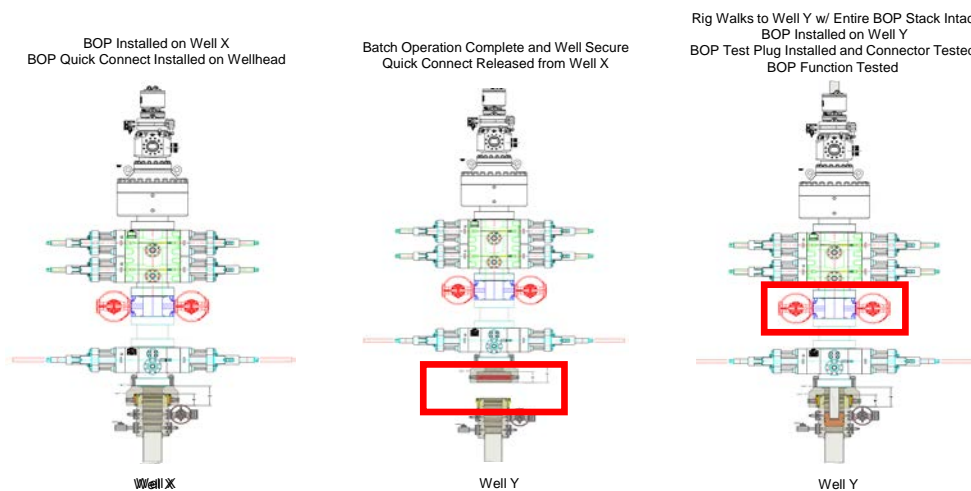 BOP Installed on Well X
BOP Quick Connect Installed on Wellhead
Batch Operation Complete and Well Secure
Quick Connect Released from Well X
Rig Walks to Well Y w/ Entire BOP Stack Intac
BOP Installed on Well Y
BOP Test Plug Installed and Connector Tested
BOP Function Tested
Well X
Well Y
Well Y